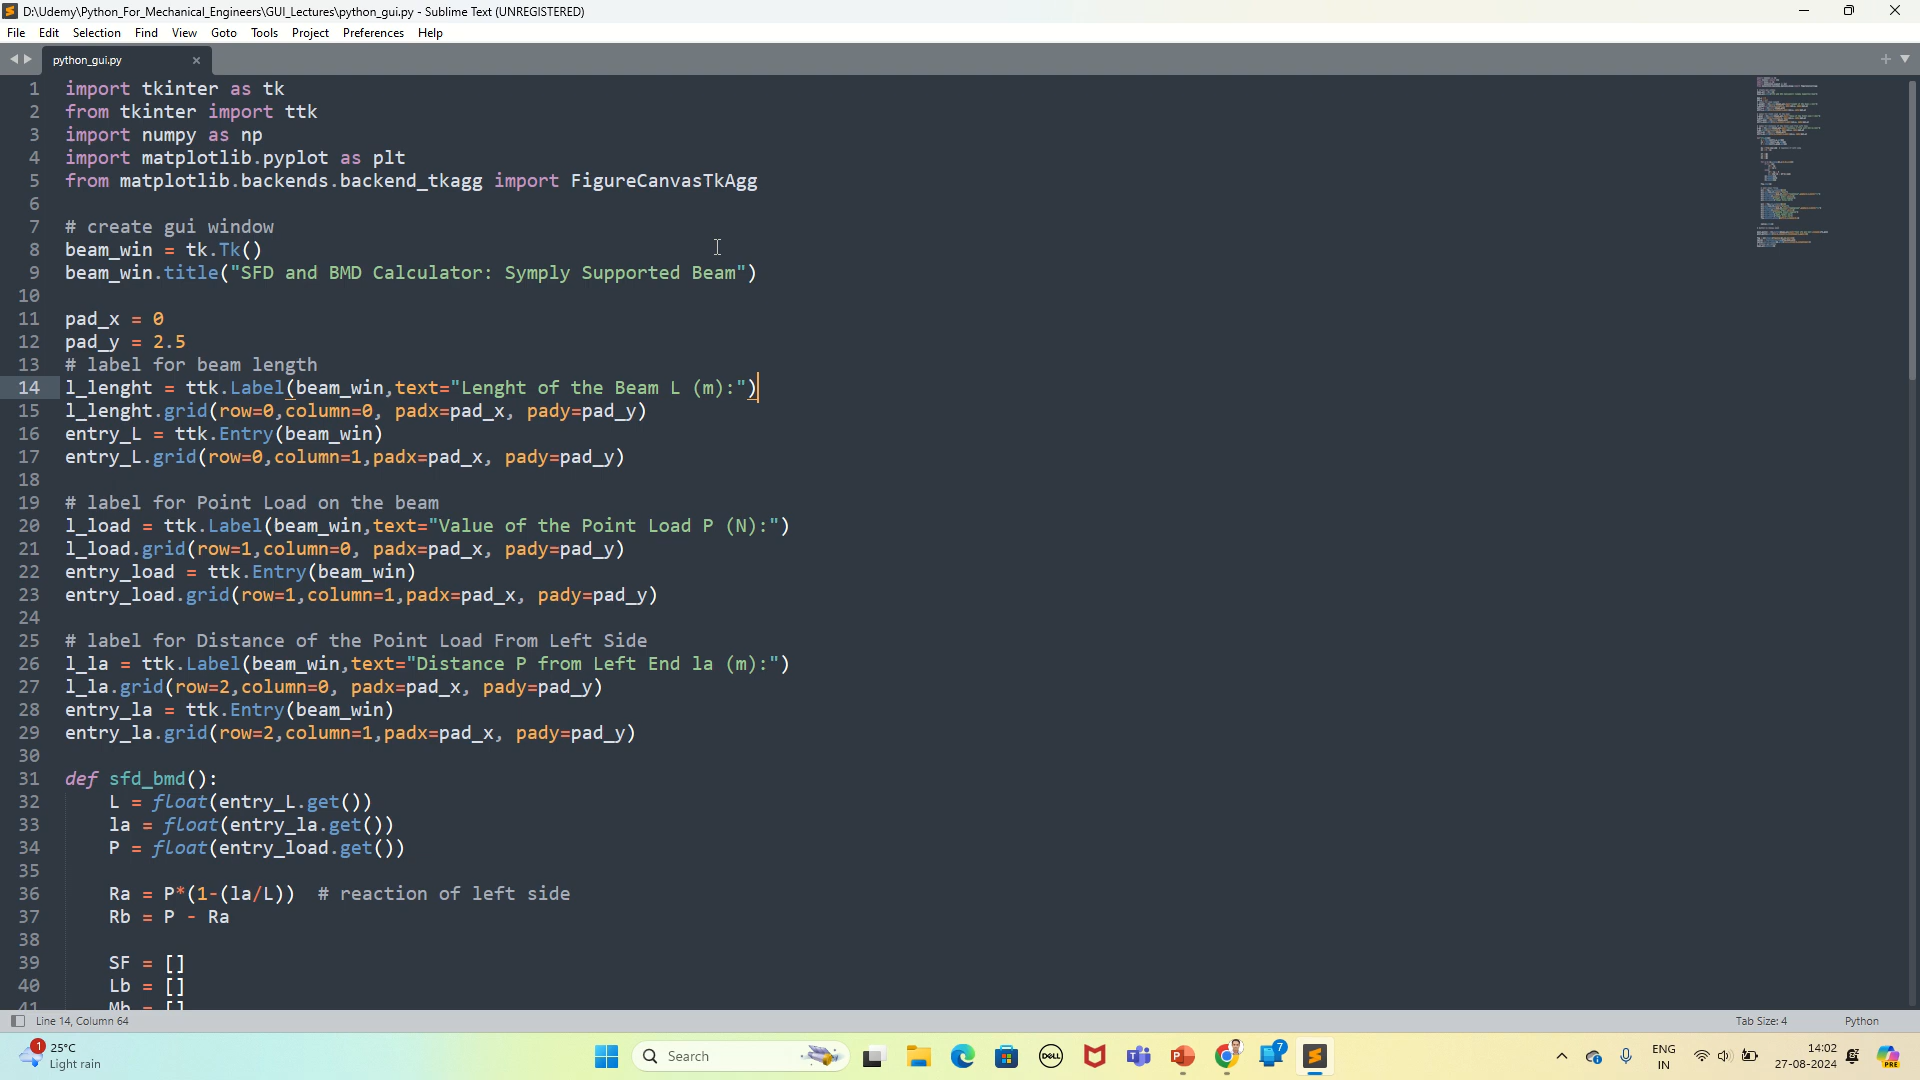 D:\Udemy\Python_For_Mechanical_Engineers\GUI_Lectures\python_gui.py - Sublime Text (UNREGISTERED)
File Edit Selection Find View Goto Tools Project Preferences Help
python_gui.py
1 import tkinter as tk
2 from tkinter import ttk
3 import numpy as np
4 import matplotlib.pyplot as plt
5 from matplotlib.backends.backend_tkagg import FigureCanvasTkAgg
6
7 # create gui window
8 beam_win = tk.Tk()
9 beam_win.title("SFD and BMD Calculator: Symply Supported Beam")
10
11 pad_x = 0
12 pad_y = 2.5
13 # label for beam length
14 l_lenght = ttk.Label(beam_win,text="Lenght of the Beam L (m):")
15 l_lenght.grid(row=0,column=0, padx=pad_x, pady=pad_y)
16 entry_L = ttk.Entry(beam_win)
17 entry_L.grid(row=0,column=1,padx=pad_x, pady=pad_y)
18
19 # label for Point Load on the beam
20 l_load = ttk.Label(beam_win,text="Value of the Point Load P (N):")
21 l_load.grid(row=1,column=0, padx=pad_x, pady=pad_y)
22 entry_load = ttk.Entry(beam_win)
23 entry_load.grid(row=1,column=1,padx=pad_x, pady=pad_y)
24
25 # label for Distance of the Point Load From Left Side
26 l_la = ttk.Label(beam_win,text="Distance P from Left End la (m):")
27 l_la.grid(row=2,column=0, padx=pad_x, pady=pad_y)
28 entry_la = ttk.Entry(beam_win)
29 entry_la.grid(row=2,column=1,padx=pad_x, pady=pad_y)
30
31 def sfd_bmd():
32 L = float(entry_L.get())
33 la = float(entry_la.get())
34 P = float(entry_load.get())
35
36 Ra = P*(1-(la/L)) # reaction of left side
37 Rb = P - Ra
38
39 SF = []
40 Lb = []
41 Mb = []
Line 14, Column 64 Tab Size: 4 Python
1 25°C
Light rain
Search
DELL
7
PRE
ENG
IN
14:02
27-08-2024